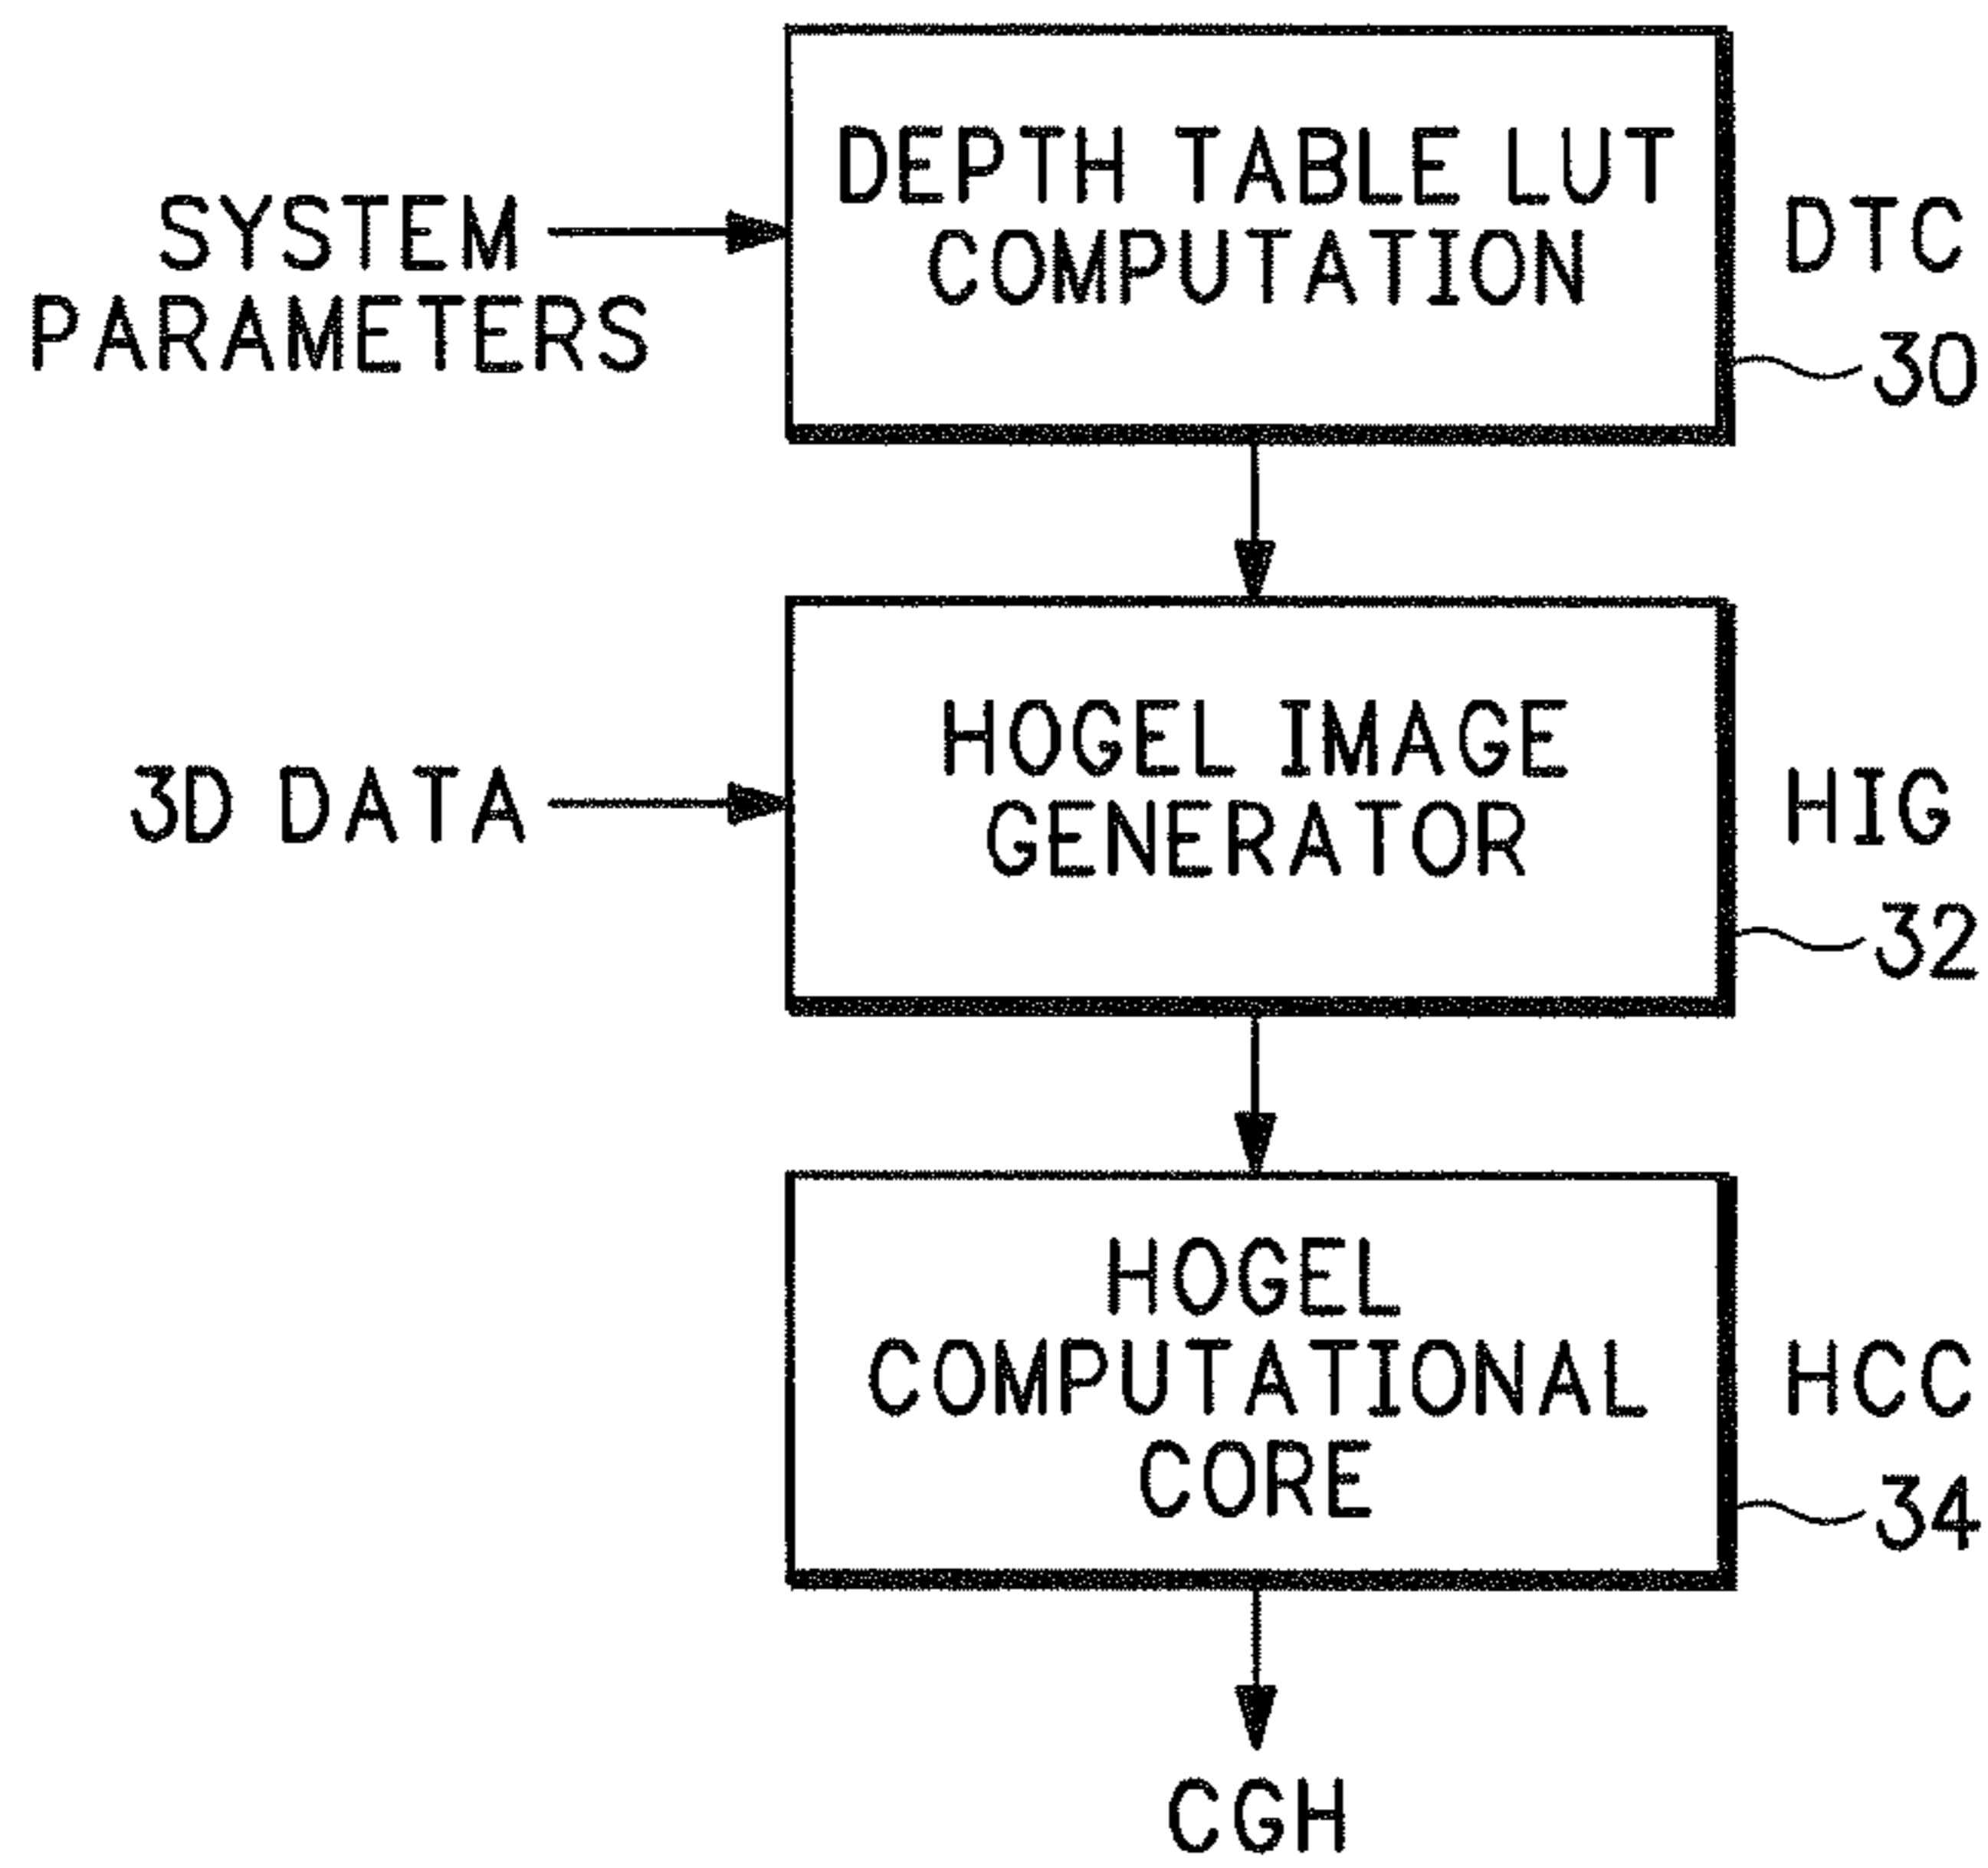 SYSTEM
PARAMETERS
DEPTH TABLE LUT
COMPUTATION
DTC
30
3D DATA
HOGEL IMAGE
GENERATOR
HIG
32
HOGEL
COMPUTATIONAL
CORE
HCC
34
CGH